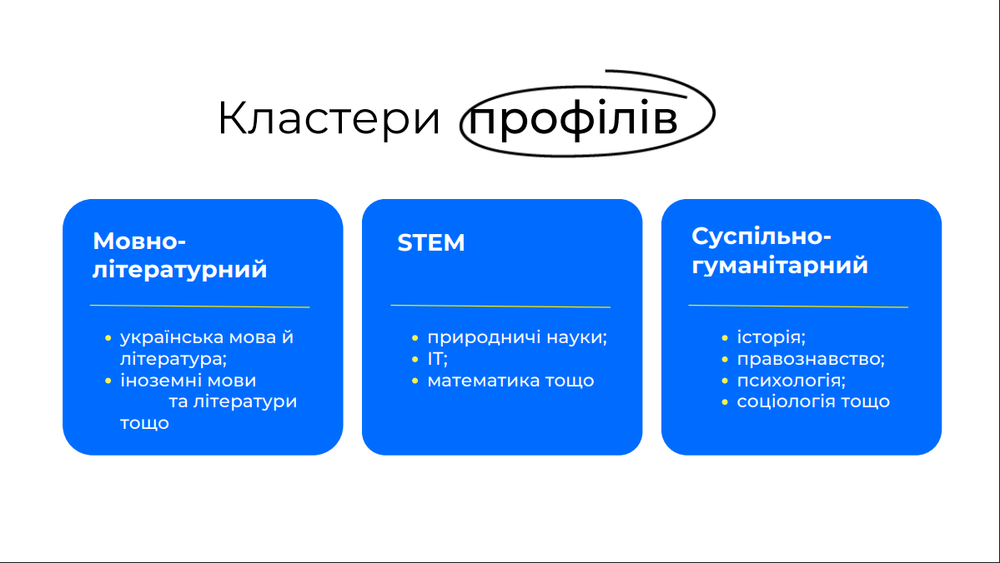 Кластери профілів
Мовно-
літературний
українська мова й
література;
іноземні мови
та літератури
тощо
STEM
природничі науки;
ІТ;
математика тощо
Суспільно-
гуманітарний
історія;
правознавство;
психологія;
соціологія тощо